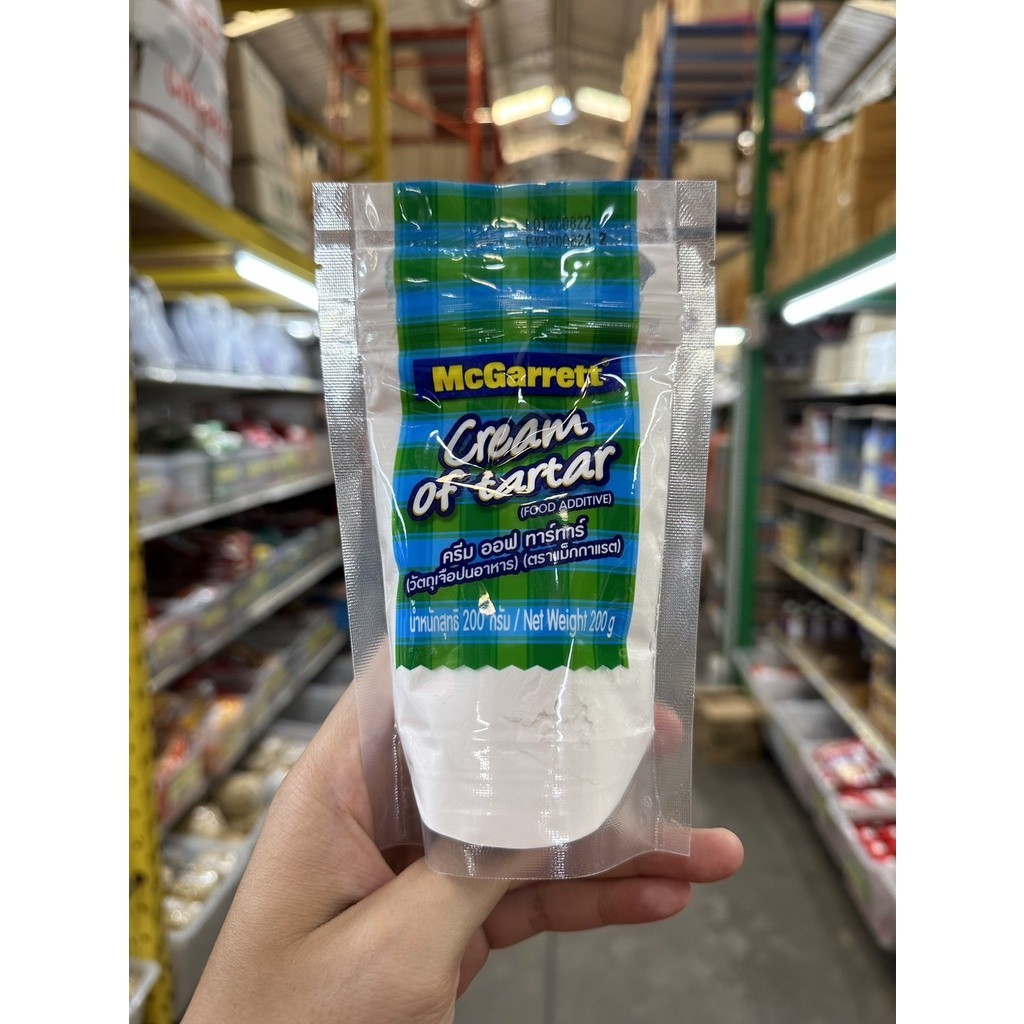 LOT200822
EXP200824 2
McGarrett
Cream
of tartar
(FOOD ADDITIVE)
ครีม ออฟ ทาร์ทาร์
(วัตถุเจือปนอาหาร) (ตราแม็กกาแรต)
น้ำหนักสุทธิ 200 กรัม / Net Weight 200 g